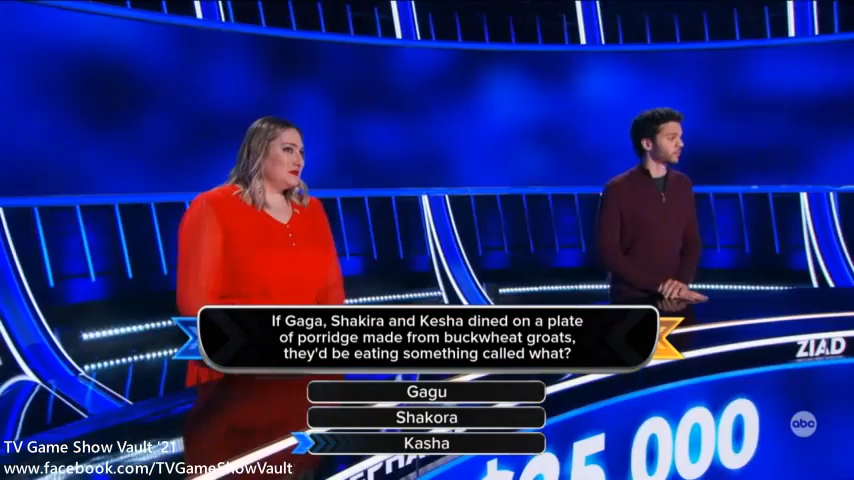 If Gaga, Shakira and Kesha dined on a plate
of porridge made from buckwheat groats,
they'd be eating something called what?
ZIAD
Gagu
Shakora
Kasha
abc
TV Game Show Vault '21
www.facebook.com/TVGameShowVault